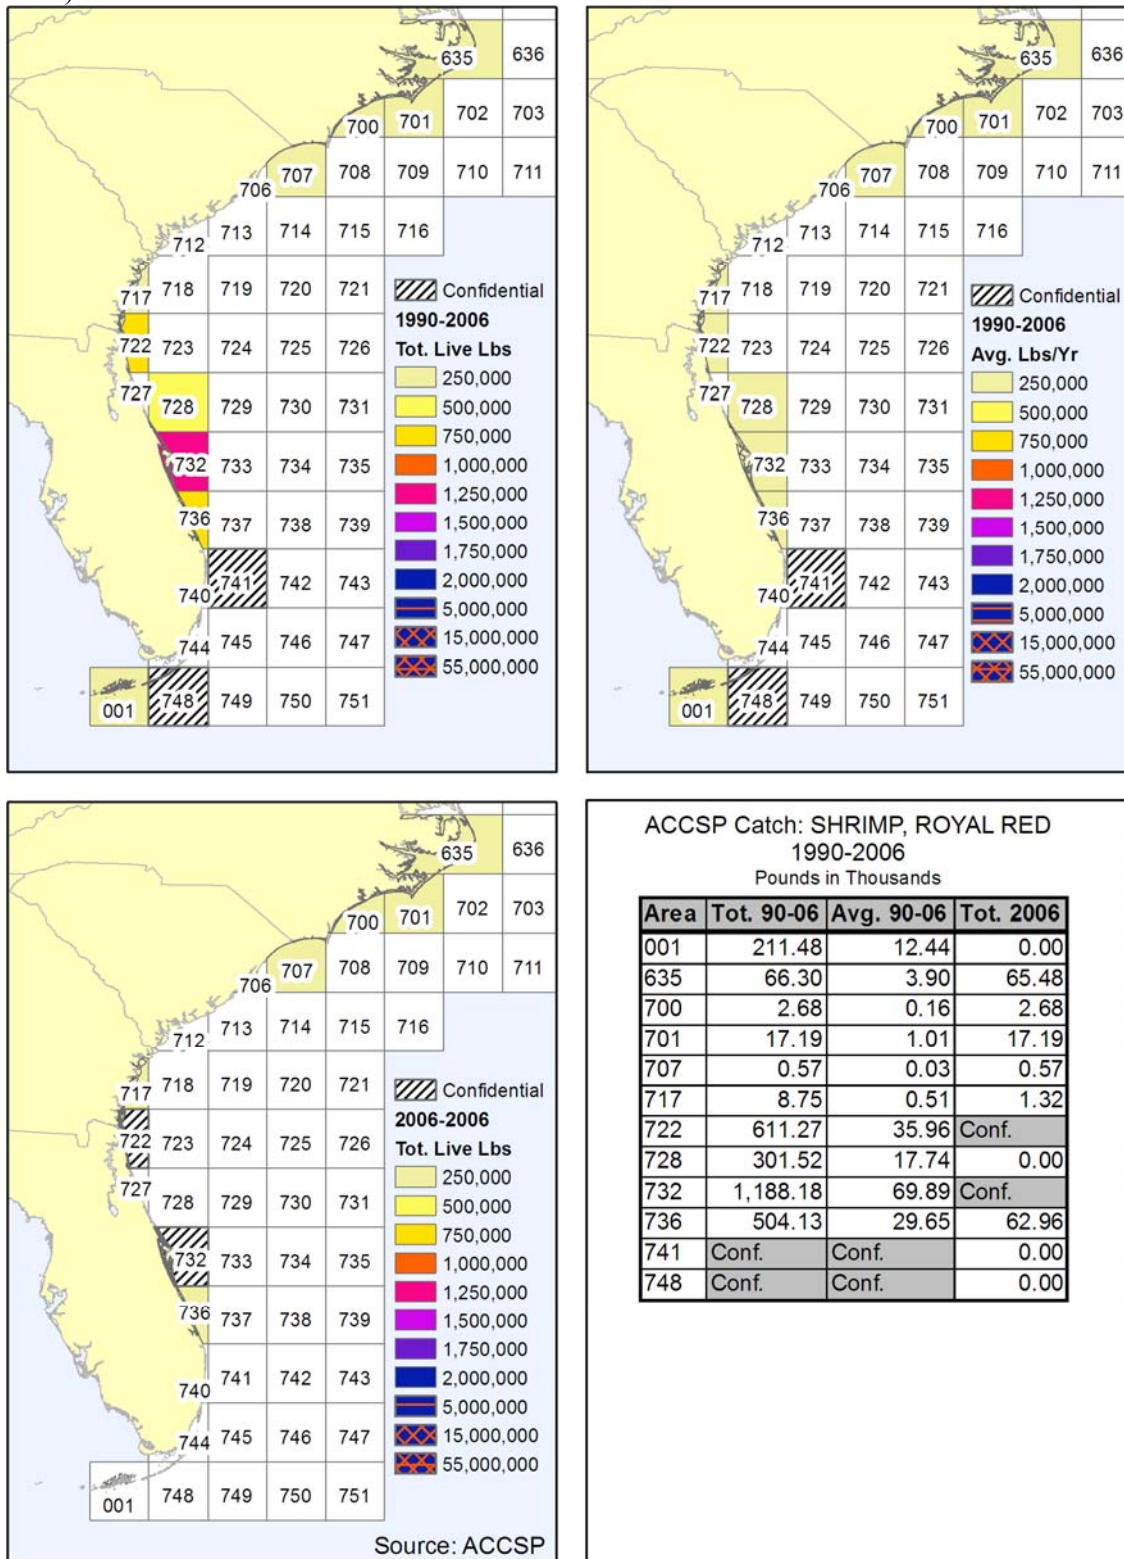 )
635 636
700 701 702 703
706 707 708 709 710 711
712 713 714 715 716
717 718 719 720 721
722 723 724 725 726
727 728 729 730 731
732 733 734 735
736 737 738 739
740 741 742 743
744 745 746 747
001 748 749 750 751
Confidential
1990-2006
Tot. Live Lbs
250,000
500,000
750,000
1,000,000
1,250,000
1,500,000
1,750,000
2,000,000
5,000,000
15,000,000
55,000,000
635 636
700 701 702 703
706 707 708 709 710 711
712 713 714 715 716
717 718 719 720 721
722 723 724 725 726
727 728 729 730 731
732 733 734 735
736 737 738 739
740 741 742 743
744 745 746 747
001 748 749 750 751
Confidential
1990-2006
Avg. Lbs/Yr
250,000
500,000
750,000
1,000,000
1,250,000
1,500,000
1,750,000
2,000,000
5,000,000
15,000,000
55,000,000
635 636
700 701 702 703
706 707 708 709 710 711
712 713 714 715 716
717 718 719 720 721
722 723 724 725 726
727 728 729 730 731
732 733 734 735
736 737 738 739
740 741 742 743
744 745 746 747
001 748 749 750 751
Confidential
2006-2006
Tot. Live Lbs
250,000
500,000
750,000
1,000,000
1,250,000
1,500,000
1,750,000
2,000,000
5,000,000
15,000,000
55,000,000
Source: ACCSP
ACCSP Catch: SHRIMP, ROYAL RED
1990-2006
Pounds in Thousands
Area Tot. 90-06 Avg. 90-06 Tot. 2006
001 211.48 12.44 0.00
635 66.30 3.90 65.48
700 2.68 0.16 2.68
701 17.19 1.01 17.19
707 0.57 0.03 0.57
717 8.75 0.51 1.32
722 611.27 35.96 Conf.
728 301.52 17.74 0.00
732 1,188.18 69.89 Conf.
736 504.13 29.65 62.96
741 Conf. Conf. 0.00
748 Conf. Conf. 0.00